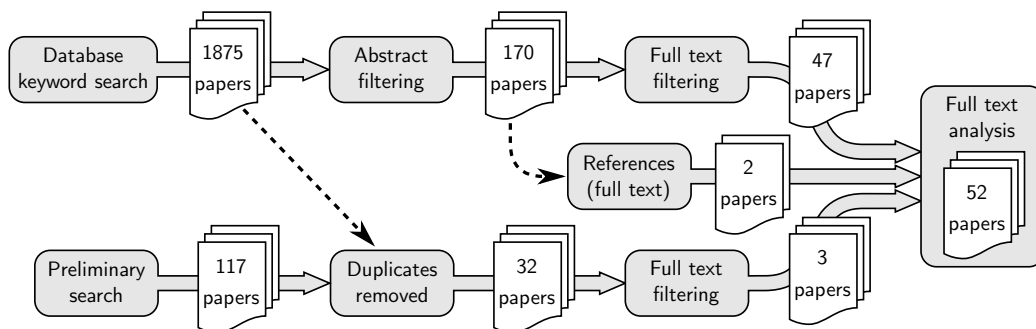 Database
keyword search
1875
papers
Abstract
filtering
170
papers
Full text
filtering
47
papers
Full text
analysis
52
papers
References
(full text)
2
papers
Preliminary
search
117
papers
Duplicates
removed
32
papers
Full text
filtering
3
papers